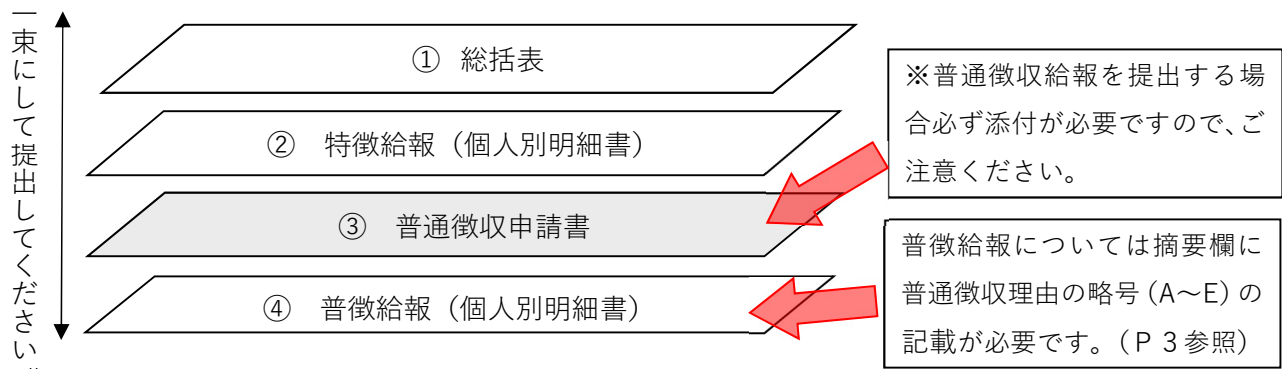 一束にして提出してください
① 総括表
② 特徴給報（個人別明細書）
③ 普通徴収申請書
④ 普徴給報（個人別明細書）
※普通徴収給報を提出する場
合必ず添付が必要ですので、ご
注意ください。
普徴給報については摘要欄に
普通徴収理由の略号（A～E）の
記載が必要です。（Ｐ３参照）